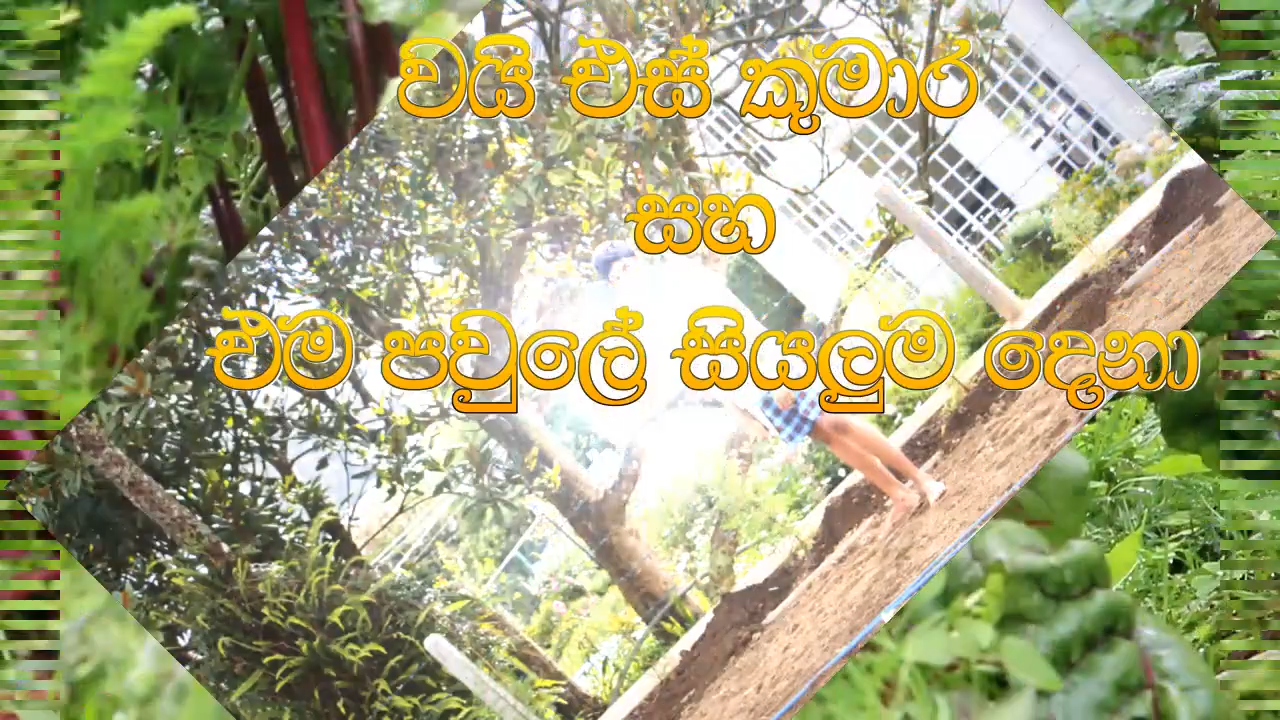 වයි එස් කුමාර
සහ
එම පවුලේ සියලුම දෙනා